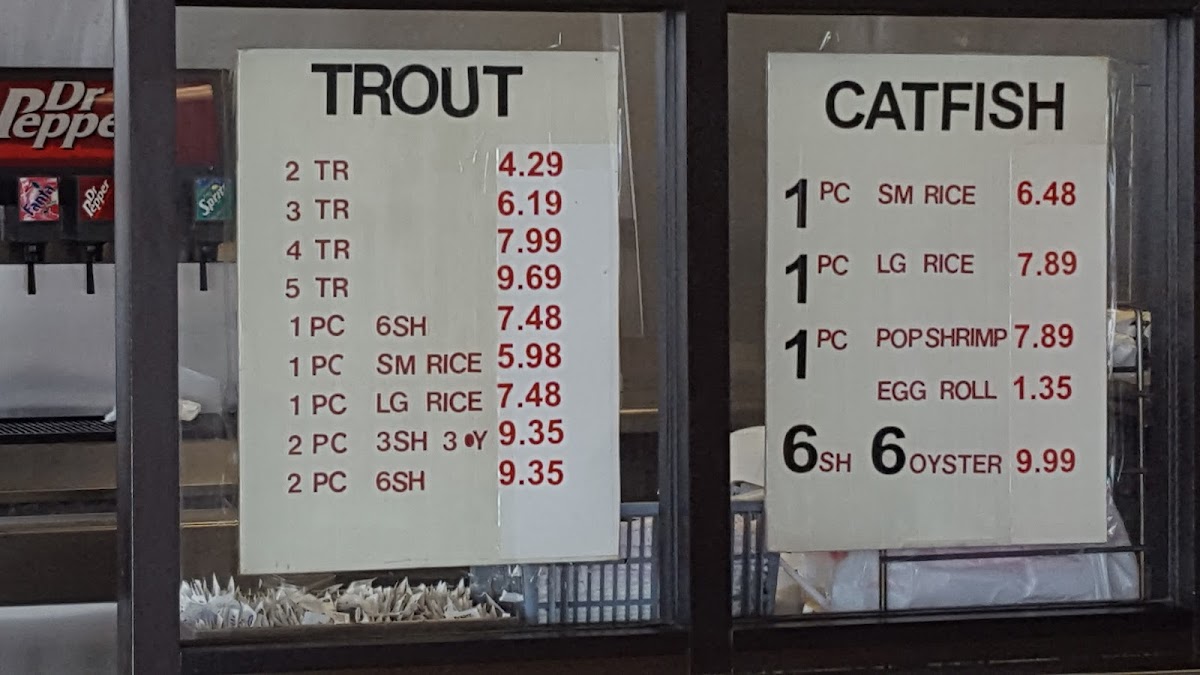 Dr
Pepper
Fanta
Dr
Pepper
Sprite
TROUT
2 TR 4.29
3 TR 6.19
4 TR 7.99
5 TR 9.69
1 PC 6SH 7.48
1 PC SM RICE 5.98
1 PC LG RICE 7.48
2 PC 3SH 3 OY 9.35
2 PC 6SH 9.35
CATFISH
1 PC SM RICE 6.48
1 PC LG RICE 7.89
1 PC POP SHRIMP 7.89
EGG ROLL 1.35
6 SH 6 OYSTER 9.99